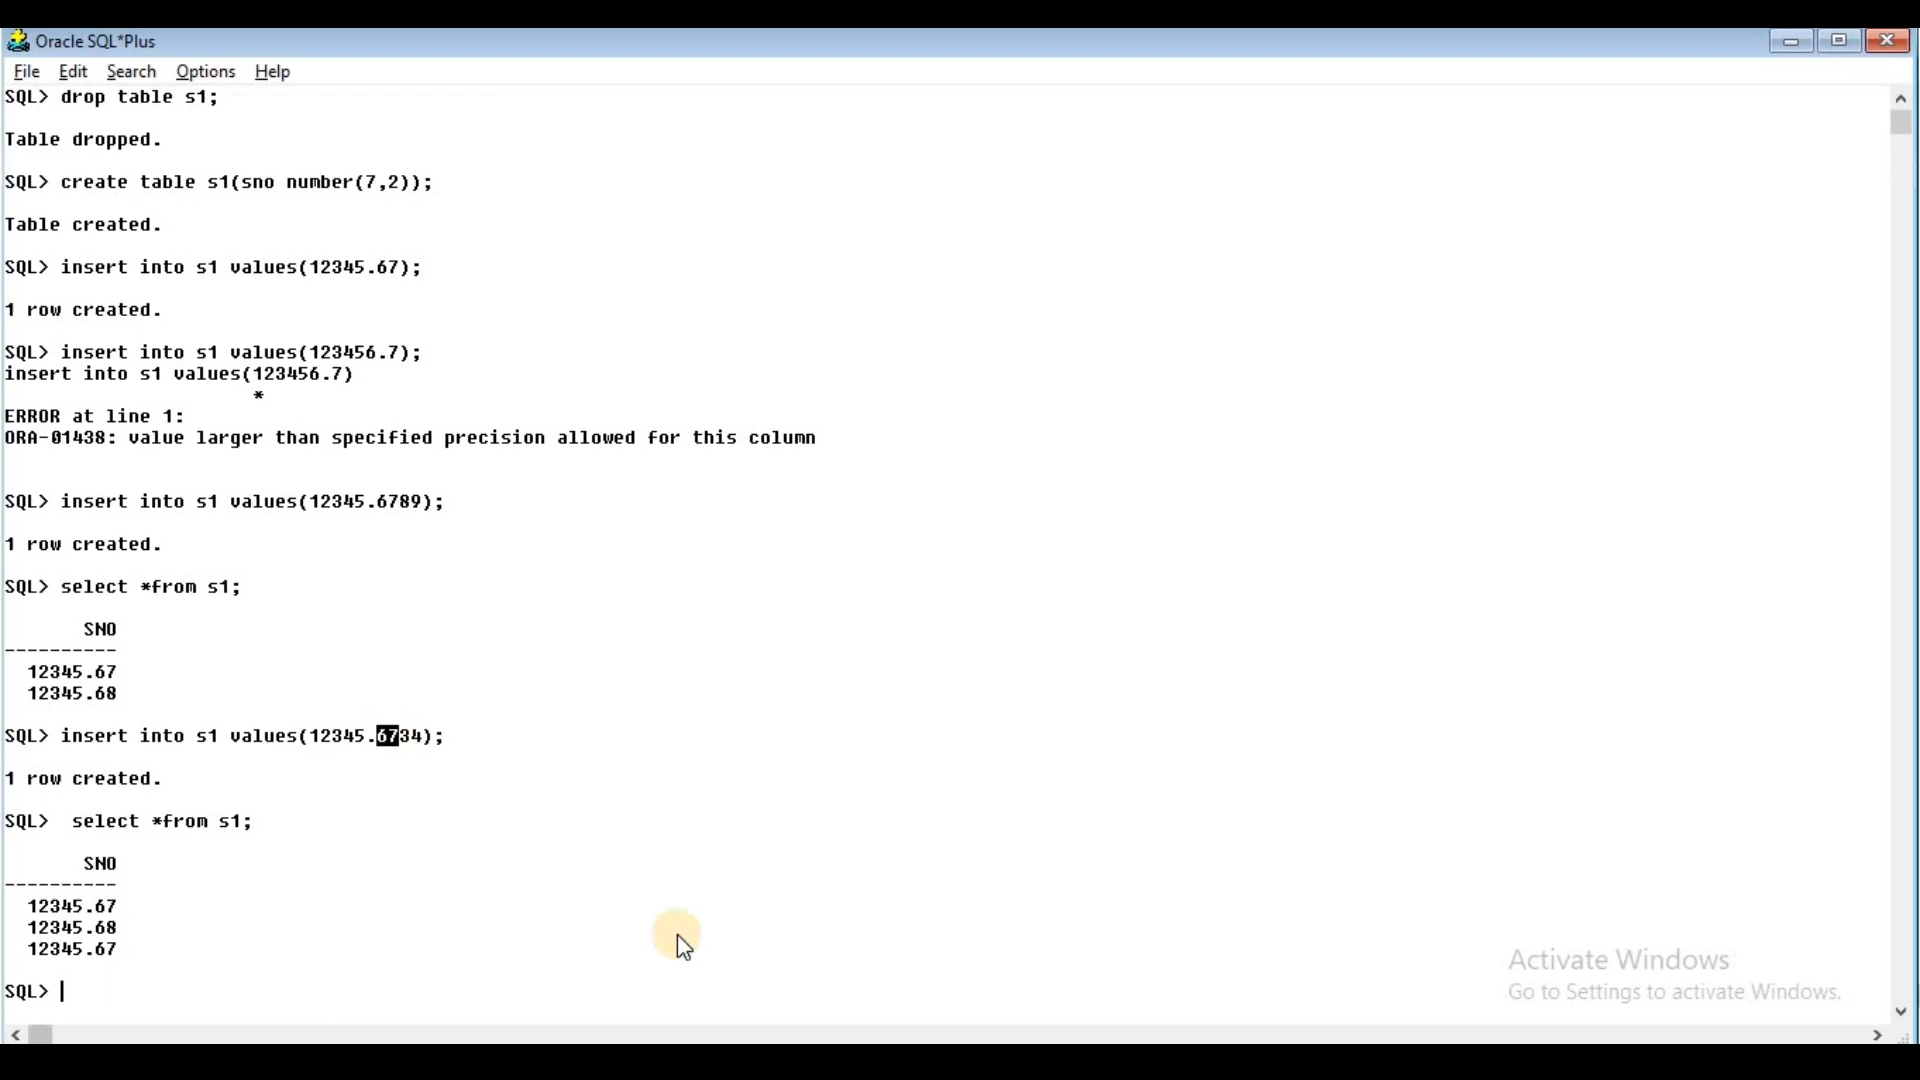 Oracle SQL*Plus
File Edit Search Options Help
SQL> drop table s1;
Table dropped.
SQL> create table s1(sno number(7,2));
Table created.
SQL> insert into s1 values(12345.67);
1 row created.
SQL> insert into s1 values(123456.7);
insert into s1 values(123456.7)
*
ERROR at line 1:
ORA-01438: value larger than specified precision allowed for this column
SQL> insert into s1 values(12345.6789);
1 row created.
SQL> select *from s1;
SNO
----------
12345.67
12345.68
SQL> insert into s1 values(12345.6734);
1 row created.
SQL>  select *from s1;
SNO
----------
12345.67
12345.68
12345.67
SQL>
Activate Windows
Go to Settings to activate Windows.